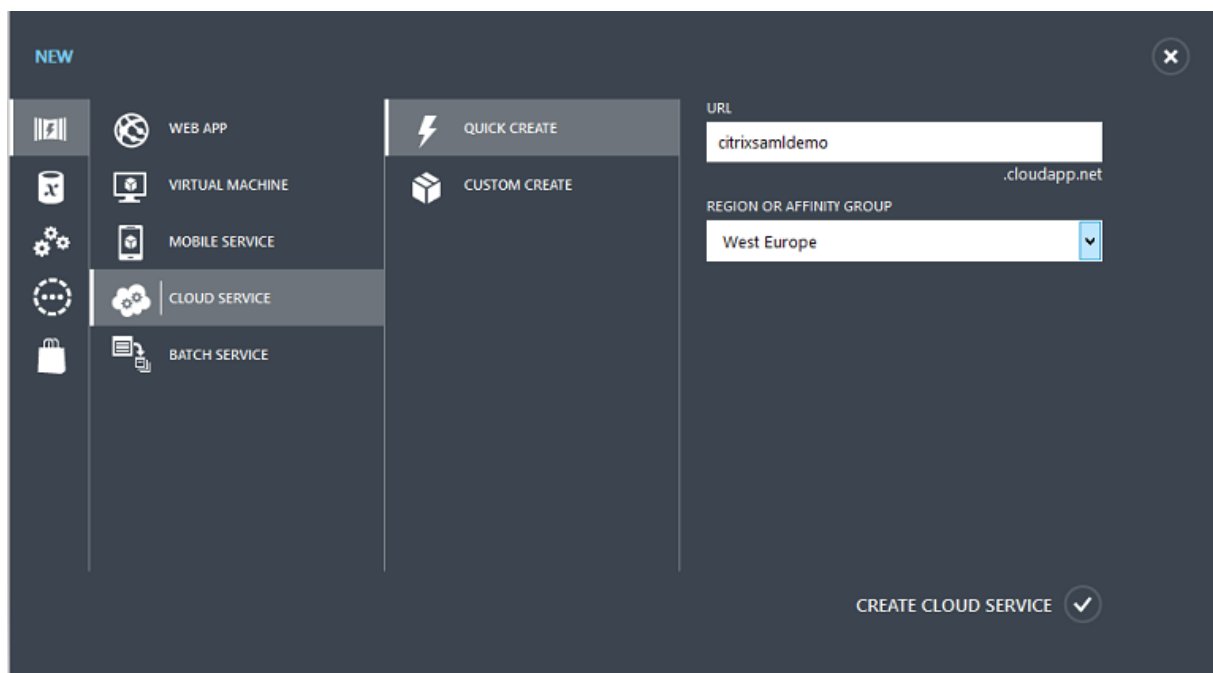 NEW
WEB APP
VIRTUAL MACHINE
MOBILE SERVICE
CLOUD SERVICE
BATCH SERVICE
QUICK CREATE
CUSTOM CREATE
URL
citrixsamldemo
.cloudapp.net
REGION OR AFFINITY GROUP
West Europe
CREATE CLOUD SERVICE